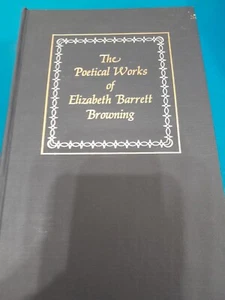 The
Poetical Works
of
Elizabeth Barrett
Browning